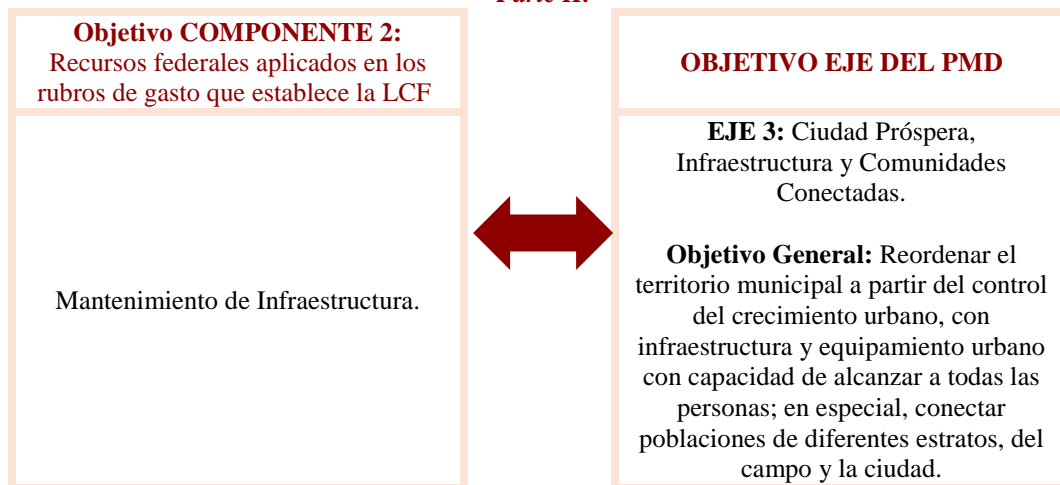 Parte II.
Objetivo COMPONENTE 2:
Recursos federales aplicados en los
rubros de gasto que establece la LCF
OBJETIVO EJE DEL PMD
Mantenimiento de Infraestructura.
EJE 3: Ciudad Próspera,
Infraestructura y Comunidades
Conectadas.
Objetivo General: Reordenar el
territorio municipal a partir del control
del crecimiento urbano, con
infraestructura y equipamiento urbano
con capacidad de alcanzar a todas las
personas; en especial, conectar
poblaciones de diferentes estratos, del
campo y la ciudad.